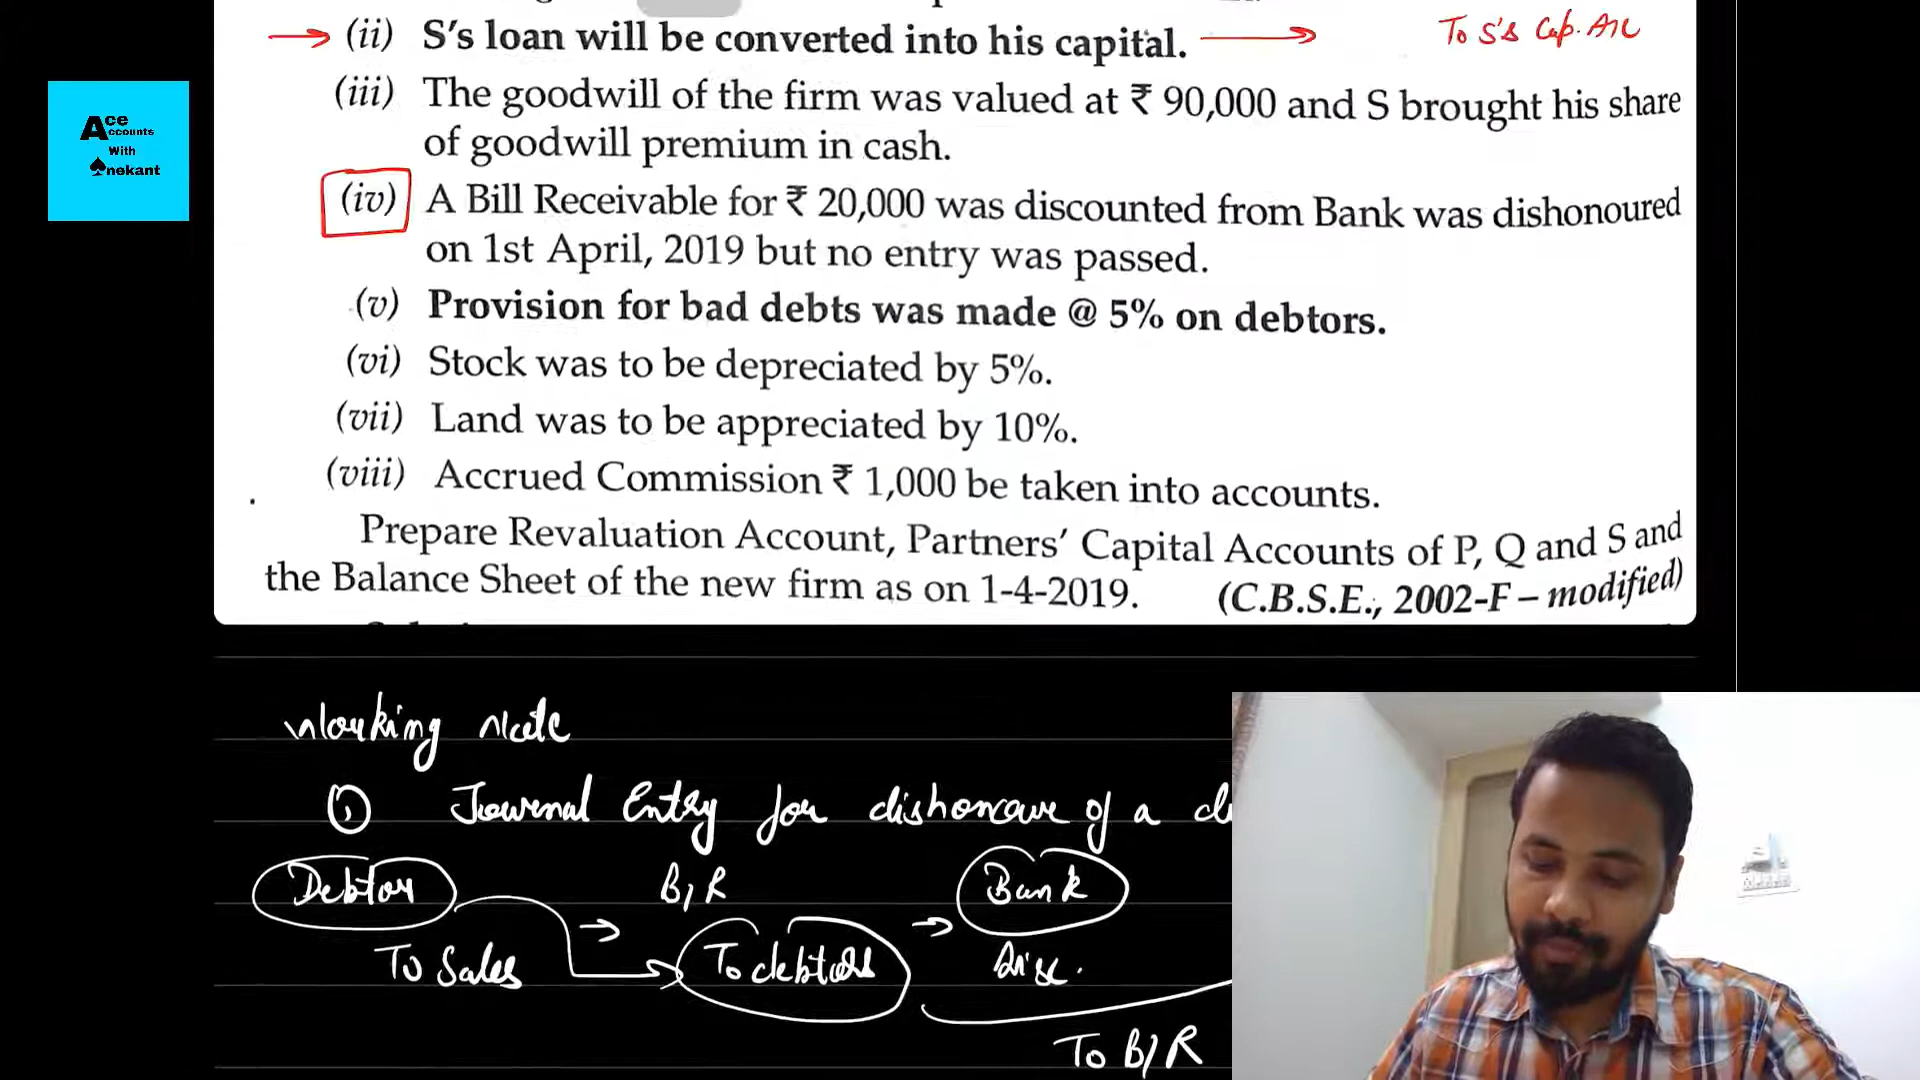 (ii) S's loan will be converted into his capital.
To S's Cap. A/C
(iii) The goodwill of the firm was valued at ₹ 90,000 and S brought his share
of goodwill premium in cash.
(iv) A Bill Receivable for ₹ 20,000 was discounted from Bank was dishonoured
on 1st April, 2019 but no entry was passed.
(v) Provision for bad debts was made @ 5% on debtors.
(vi) Stock was to be depreciated by 5%.
(vii) Land was to be appreciated by 10%.
(viii) Accrued Commission ₹ 1,000 be taken into accounts.
Prepare Revaluation Account, Partners' Capital Accounts of P, Q and S and
the Balance Sheet of the new firm as on 1-4-2019. (C.B.S.E., 2002-F – modified)
Ace
Accounts
With
Anekant
Working Note
① Journal Entry for dishonour of a
Debtor B/R Bank
To Sales To debtors Disc.
To B/R